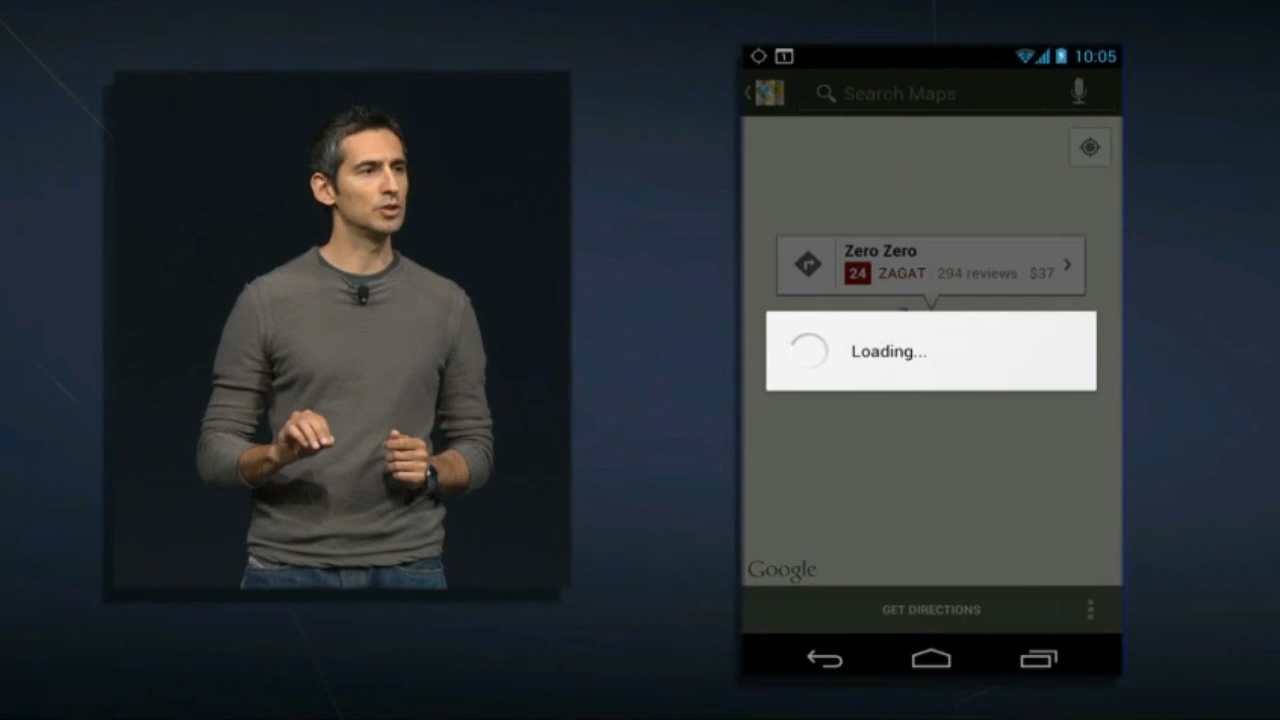 10:05
Search Maps
Zero Zero
24 ZAGAT 294 reviews · $37
Loading...
Google
GET DIRECTIONS